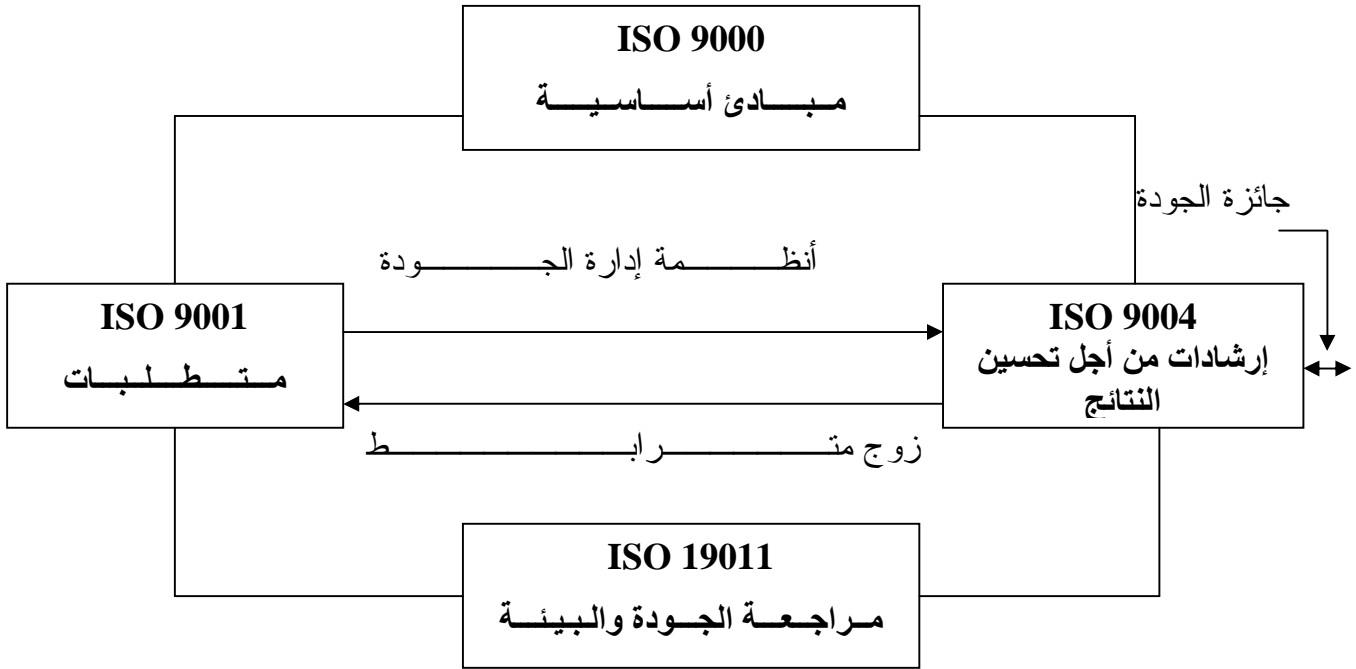 ISO 9000
مبادئ أساسية
جائزة الجودة
أنظمة إدارة الجودة
ISO 9001
متطلبات
ISO 9004
إرشادات من أجل تحسين
النتائج
زوج مترابط
ISO 19011
مراجعة الجودة والبيئة